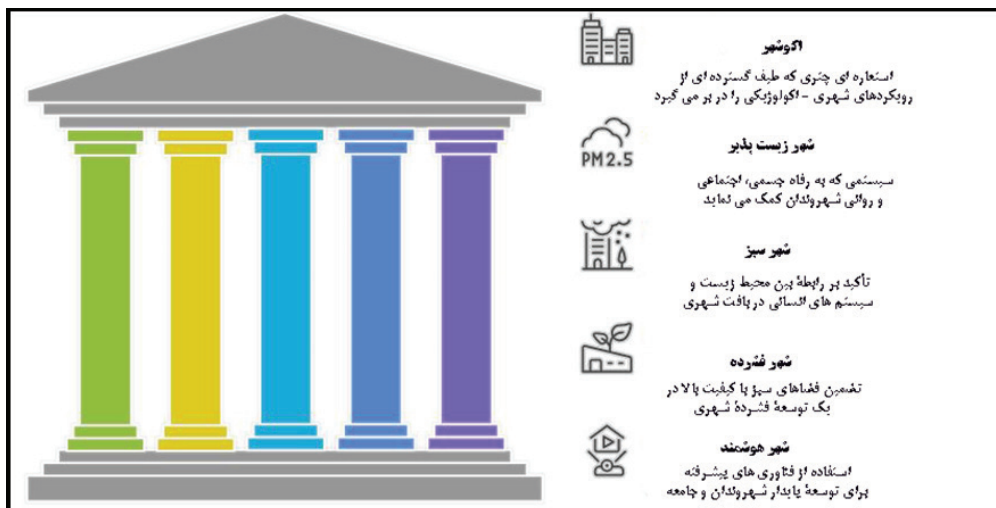 اکوشهر
استعاره ای چتری که طیف گسترده ای از
رویکردهای شهری - اکولوژیکی را در بر می گیرد
شهر زیست پذیر
PM2.5
سیستمی که به رفاه جسمی، اجتماعی
و روانی شهروندان کمک می نماید
شهر سبز
تأکید بر رابطهٔ بین محیط زیست و
سیستم های انسانی در بافت شهری
شهر فشرده
تضمین فضاهای سبز با کیفیت بالا در
یک توسعهٔ فشردهٔ شهری
شهر هوشمند
استفاده از فناوری های پیشرفته
برای توسعهٔ پایدار شهروندان و جامعه